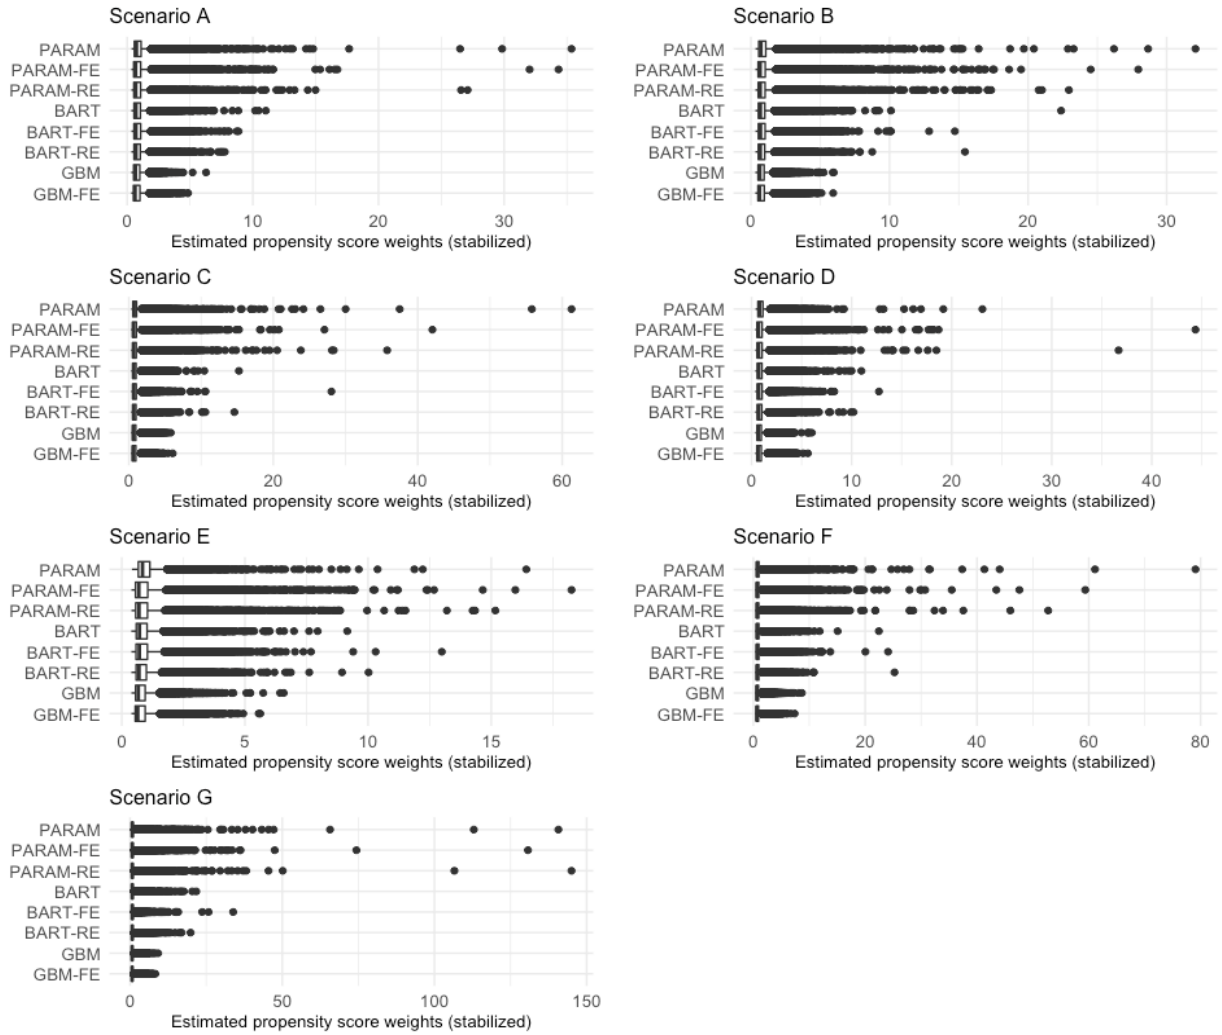 Scenario A
PARAM
PARAM-FE
PARAM-RE
BART
BART-FE
BART-RE
GBM
GBM-FE
0 10 20 30
Estimated propensity score weights (stabilized)
Scenario B
PARAM
PARAM-FE
PARAM-RE
BART
BART-FE
BART-RE
GBM
GBM-FE
0 10 20 30
Estimated propensity score weights (stabilized)
Scenario C
PARAM
PARAM-FE
PARAM-RE
BART
BART-FE
BART-RE
GBM
GBM-FE
0 20 40 60
Estimated propensity score weights (stabilized)
Scenario D
PARAM
PARAM-FE
PARAM-RE
BART
BART-FE
BART-RE
GBM
GBM-FE
0 10 20 30 40
Estimated propensity score weights (stabilized)
Scenario E
PARAM
PARAM-FE
PARAM-RE
BART
BART-FE
BART-RE
GBM
GBM-FE
0 5 10 15
Estimated propensity score weights (stabilized)
Scenario F
PARAM
PARAM-FE
PARAM-RE
BART
BART-FE
BART-RE
GBM
GBM-FE
0 20 40 60 80
Estimated propensity score weights (stabilized)
Scenario G
PARAM
PARAM-FE
PARAM-RE
BART
BART-FE
BART-RE
GBM
GBM-FE
0 50 100 150
Estimated propensity score weights (stabilized)